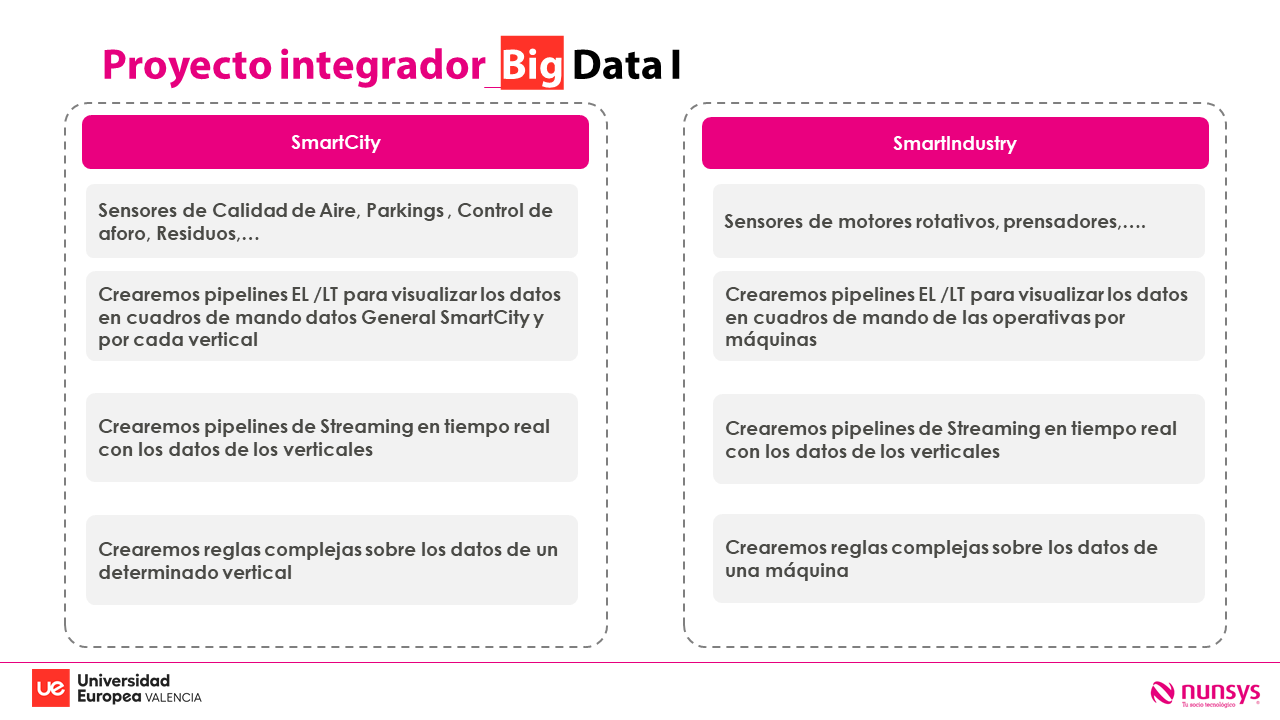 Proyecto integrador_Big Data I
SmartCity
Sensores de Calidad de Aire, Parkings , Control de
aforo, Residuos,…
Crearemos pipelines EL /LT para visualizar los datos
en cuadros de mando datos General SmartCity y
por cada vertical
Crearemos pipelines de Streaming en tiempo real
con los datos de los verticales
Crearemos reglas complejas sobre los datos de un
determinado vertical
SmartIndustry
Sensores de motores rotativos, prensadores,….
Crearemos pipelines EL /LT para visualizar los datos
en cuadros de mando de las operativas por
máquinas
Crearemos pipelines de Streaming en tiempo real
con los datos de los verticales
Crearemos reglas complejas sobre los datos de
una máquina
ue Universidad
Europea VALENCIA
nunsys
Tu socio tecnológico